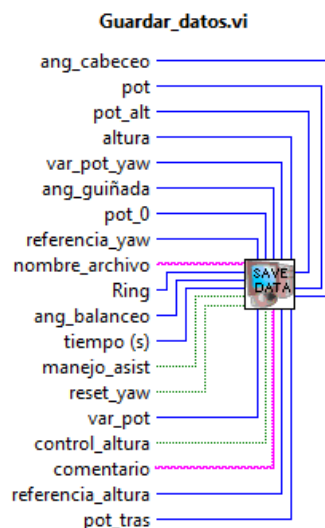 Guardar_datos.vi
ang_cabeceo
pot
pot_alt
altura
var_pot_yaw
ang_guiñada
pot_0
referencia_yaw
nombre_archivo
Ring
ang_balanceo
tiempo (s)
manejo_asist
reset_yaw
var_pot
control_altura
comentario
referencia_altura
pot_tras
SAVE
DATA